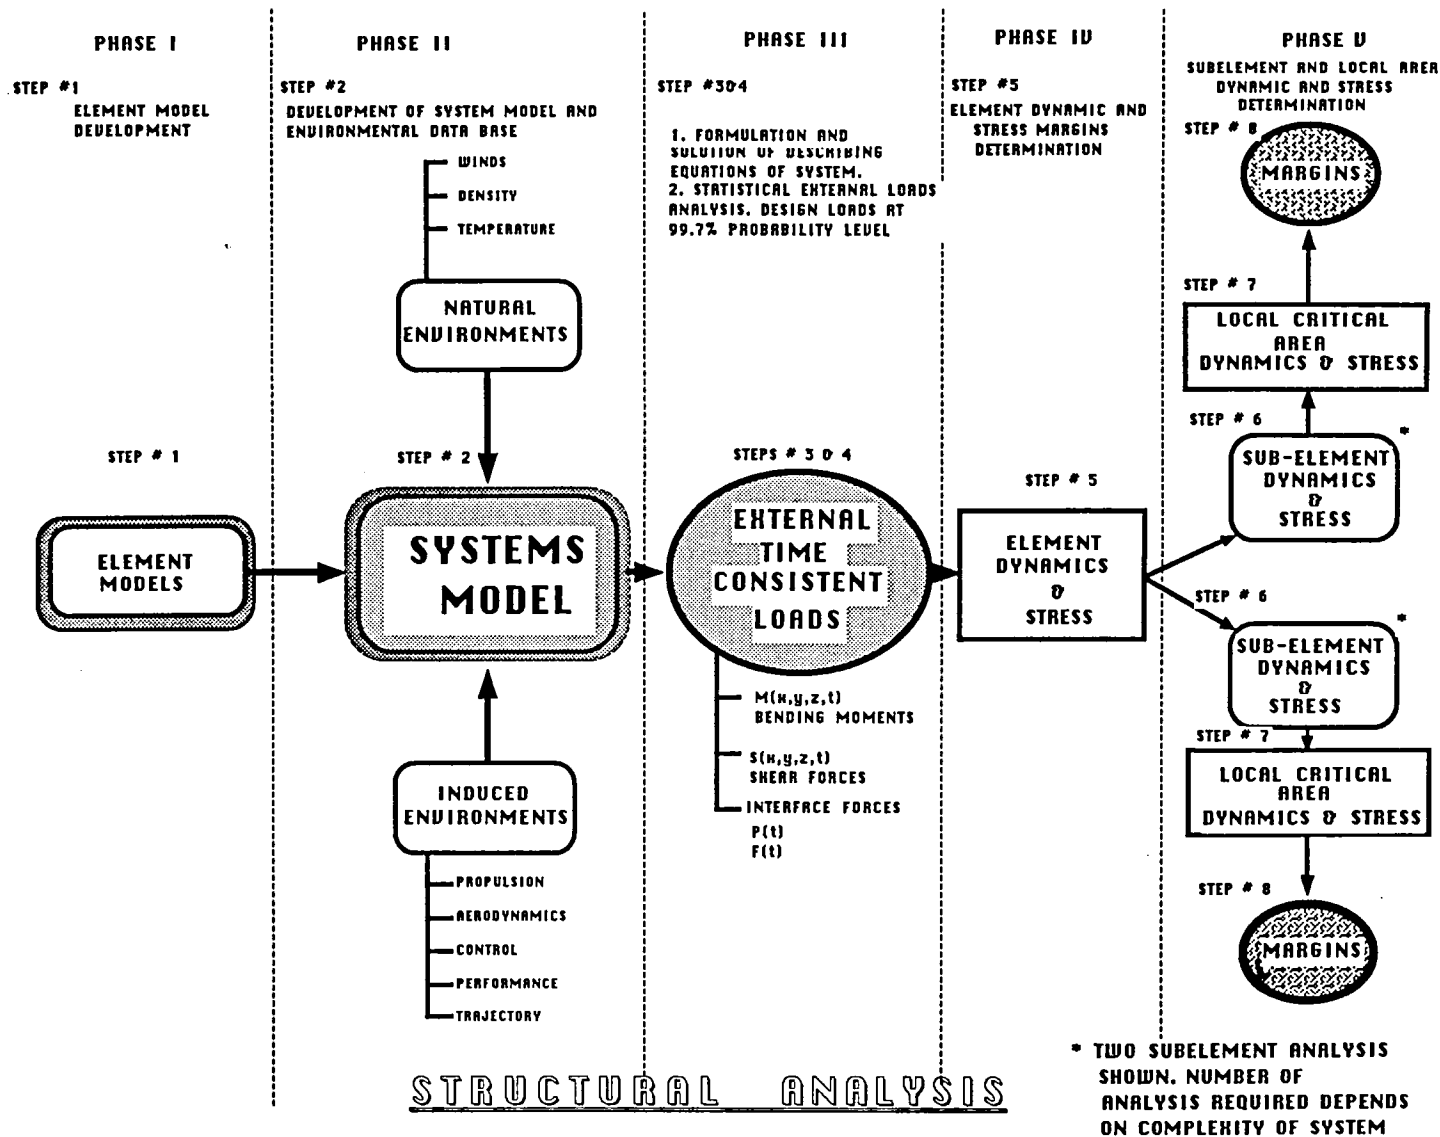 PHASE I
STEP #1
ELEMENT MODEL
DEVELOPMENT
STEP # 1
ELEMENT
MODELS
PHASE II
STEP #2
DEVELOPMENT OF SYSTEM MODEL AND
ENVIRONMENTAL DATA BASE
WINDS
DENSITY
TEMPERATURE
NATURAL
ENVIRONMENTS
STEP # 2
SYSTEMS
MODEL
INDUCED
ENVIRONMENTS
PROPULSION
AERODYNAMICS
CONTROL
PERFORMANCE
TRAJECTORY
PHASE III
STEP #3&4
1. FORMULATION AND
SOLUTION OF DESCRIBING
EQUATIONS OF SYSTEM.
2. STATISTICAL EXTERNAL LOADS
ANALYSIS. DESIGN LOADS AT
99.7% PROBABILITY LEVEL
STEPS # 3 & 4
EXTERNAL
TIME
CONSISTENT
LOADS
M(x,y,z,t)
BENDING MOMENTS
S(x,y,z,t)
SHEAR FORCES
INTERFACE FORCES
P(t)
F(t)
PHASE IV
STEP #5
ELEMENT DYNAMIC AND
STRESS MARGINS
DETERMINATION
STEP # 5
ELEMENT
DYNAMICS
&
STRESS
PHASE V
SUBELEMENT AND LOCAL AREA
DYNAMIC AND STRESS
DETERMINATION
STEP # 8
MARGINS
STEP # 7
LOCAL CRITICAL
AREA
DYNAMICS & STRESS
STEP # 6
*
SUB-ELEMENT
DYNAMICS
&
STRESS
STEP # 6
*
SUB-ELEMENT
DYNAMICS
&
STRESS
STEP # 7
LOCAL CRITICAL
AREA
DYNAMICS & STRESS
STEP # 8
MARGINS
* TWO SUBELEMENT ANALYSIS
SHOWN. NUMBER OF
ANALYSIS REQUIRED DEPENDS
ON COMPLEXITY OF SYSTEM
STRUCTURAL ANALYSIS